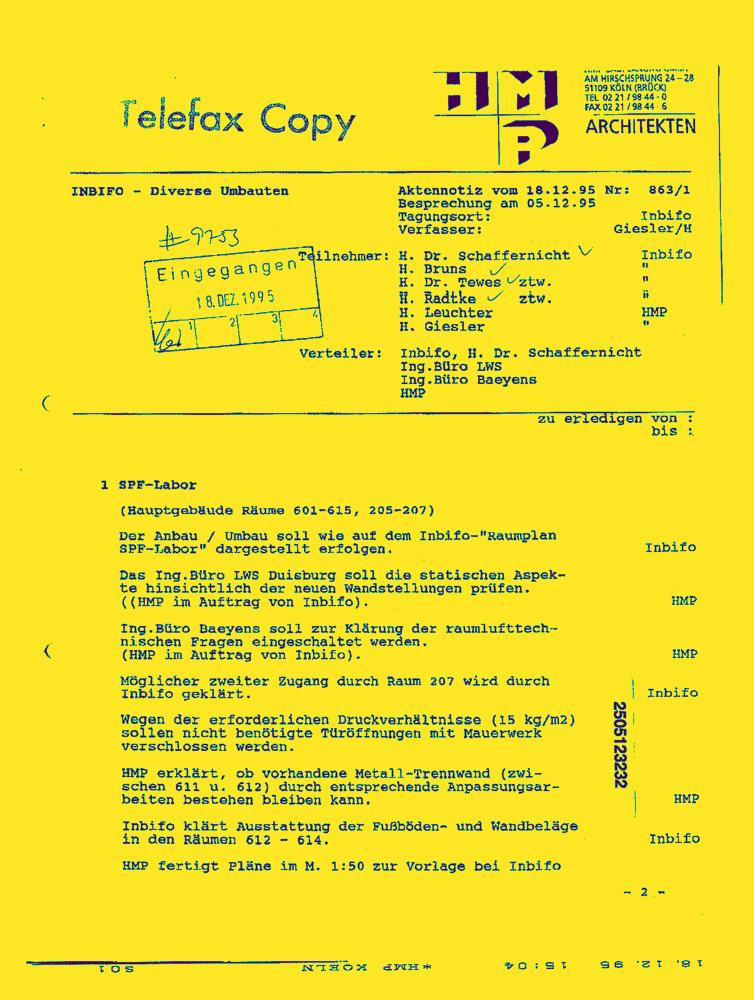 Telefax Copy
HMP
AM HIRSCHSPRUNG 24-28
51109 KÖLN (BRÜCK)
TEL 02 21 / 98 44 - 0
FAX 02 21 / 98 44 - 6
ARCHITEKTEN
INBIFO - Diverse Umbauten
Aktennotiz vom 18.12.95 Nr: 863/1
Besprechung am 05.12.95
Tagungsort: Inbifo
Verfasser: Giesler/H
# 9753
Eingegangen
18. DEZ. 1995
1 2 3 4
Teilnehmer: H. Dr. Schaffernicht Inbifo
H. Bruns "
H. Dr. Tewes ztw. "
H. Radtke ztw. "
H. Leuchter HMP
H. Giesler "
Verteiler: Inbifo, H. Dr. Schaffernicht
Ing.Büro LWS
Ing.Büro Baeyens
HMP
zu erledigen von :
bis :
1 SPF-Labor
(Hauptgebäude Räume 601-615, 205-207)
Der Anbau / Umbau soll wie auf dem Inbifo-"Raumplan
SPF-Labor" dargestellt erfolgen. Inbifo
Das Ing.Büro LWS Duisburg soll die statischen Aspek-
te hinsichtlich der neuen Wandstellungen prüfen.
((HMP im Auftrag von Inbifo). HMP
Ing.Büro Baeyens soll zur Klärung der raumlufttech-
nischen Fragen eingeschaltet werden.
(HMP im Auftrag von Inbifo). HMP
Möglicher zweiter Zugang durch Raum 207 wird durch
Inbifo geklärt. Inbifo
Wegen der erforderlichen Druckverhältnisse (15 kg/m2)
sollen nicht benötigte Türöffnungen mit Mauerwerk
verschlossen werden.
2505123232
HMP erklärt, ob vorhandene Metall-Trennwand (zwi-
schen 611 u. 612) durch entsprechende Anpassungsar-
beiten bestehen bleiben kann. HMP
Inbifo klärt Ausstattung der Fußböden- und Wandbeläge
in den Räumen 612 - 614. Inbifo
HMP fertigt Pläne im M. 1:50 zur Vorlage bei Inbifo
- 2 -
18. 12. 95 15:04 *HMP KOELN S01